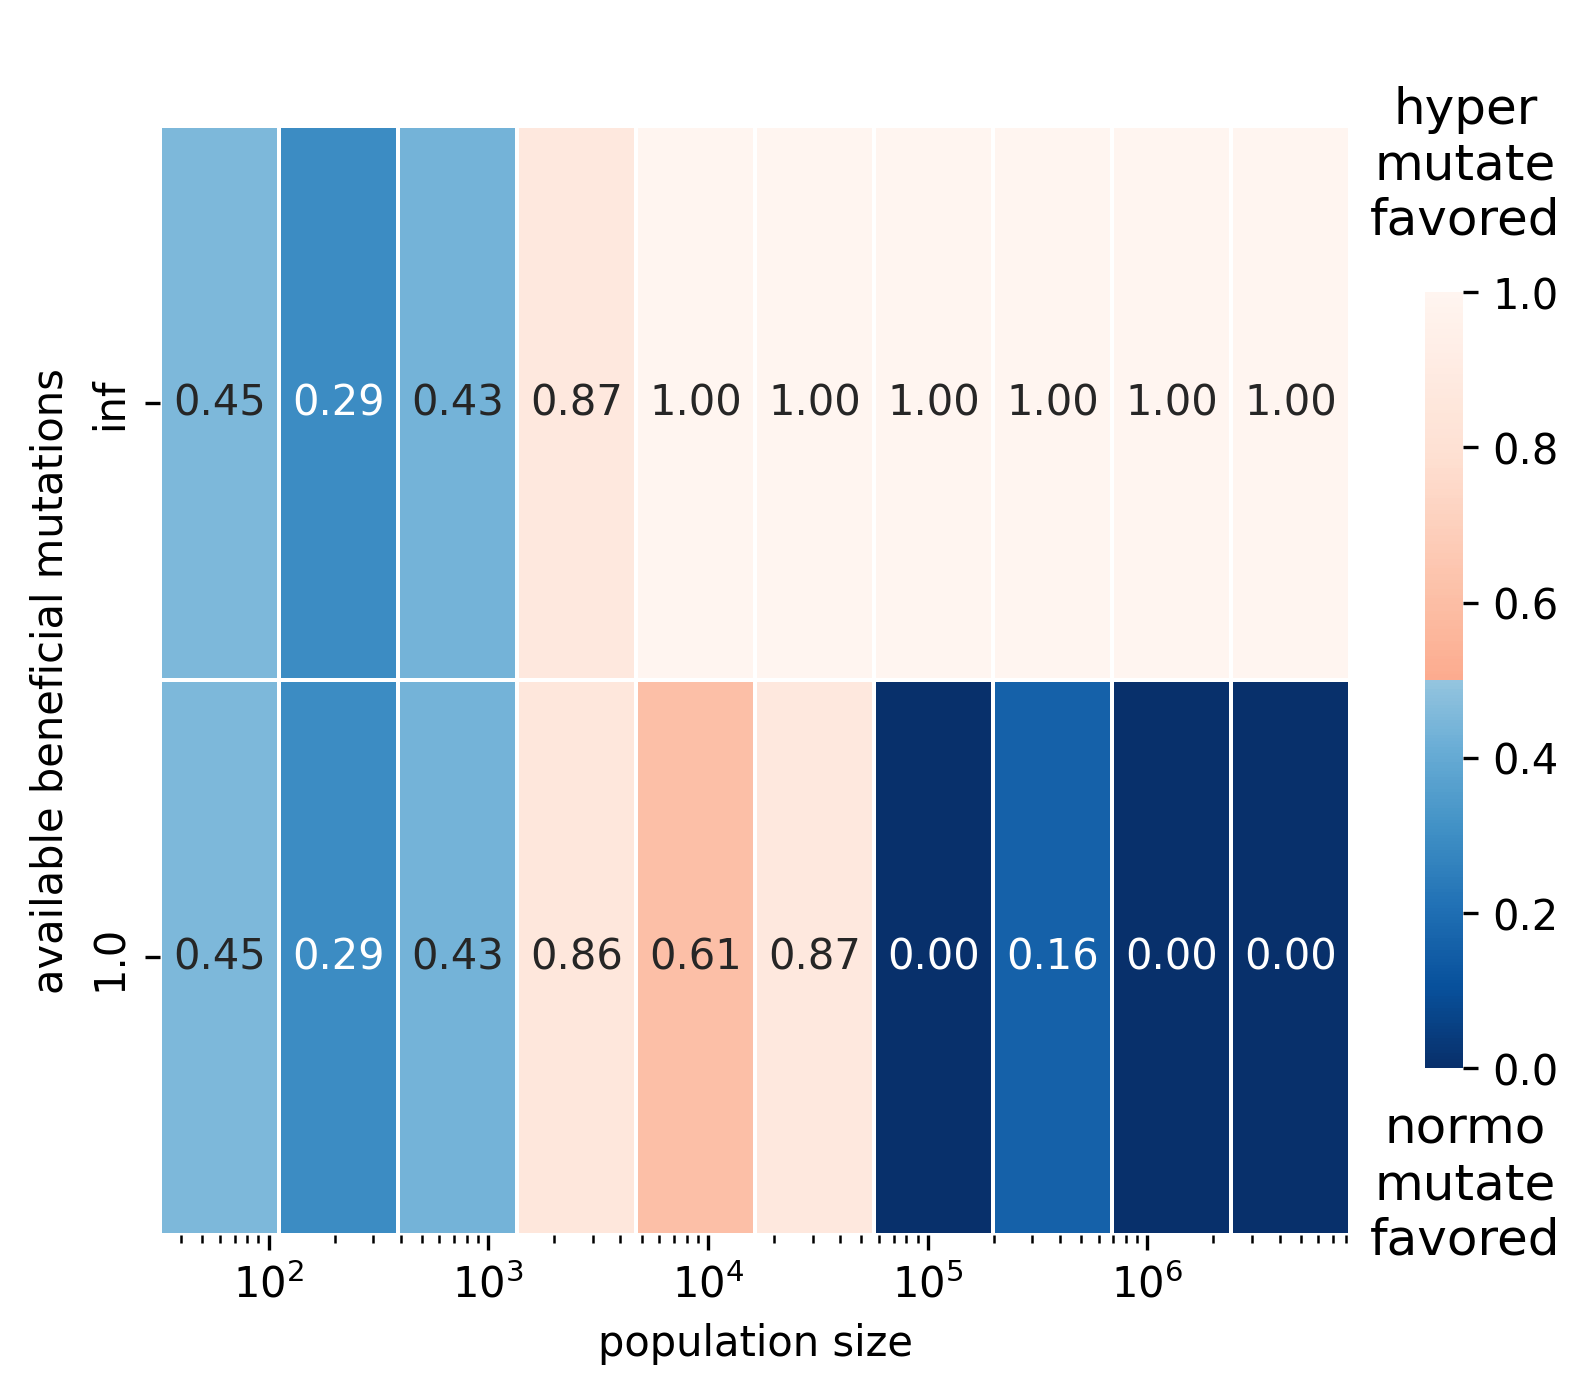 hyper
mutate
favored
available beneficial mutations
inf
0.45 0.29 0.43 0.87 1.00 1.00 1.00 1.00 1.00 1.00
1.0
0.45 0.29 0.43 0.86 0.61 0.87 0.00 0.16 0.00 0.00
10² 10³ 10⁴ 10⁵ 10⁶
population size
1.0
0.8
0.6
0.4
0.2
0.0
normo
mutate
favored